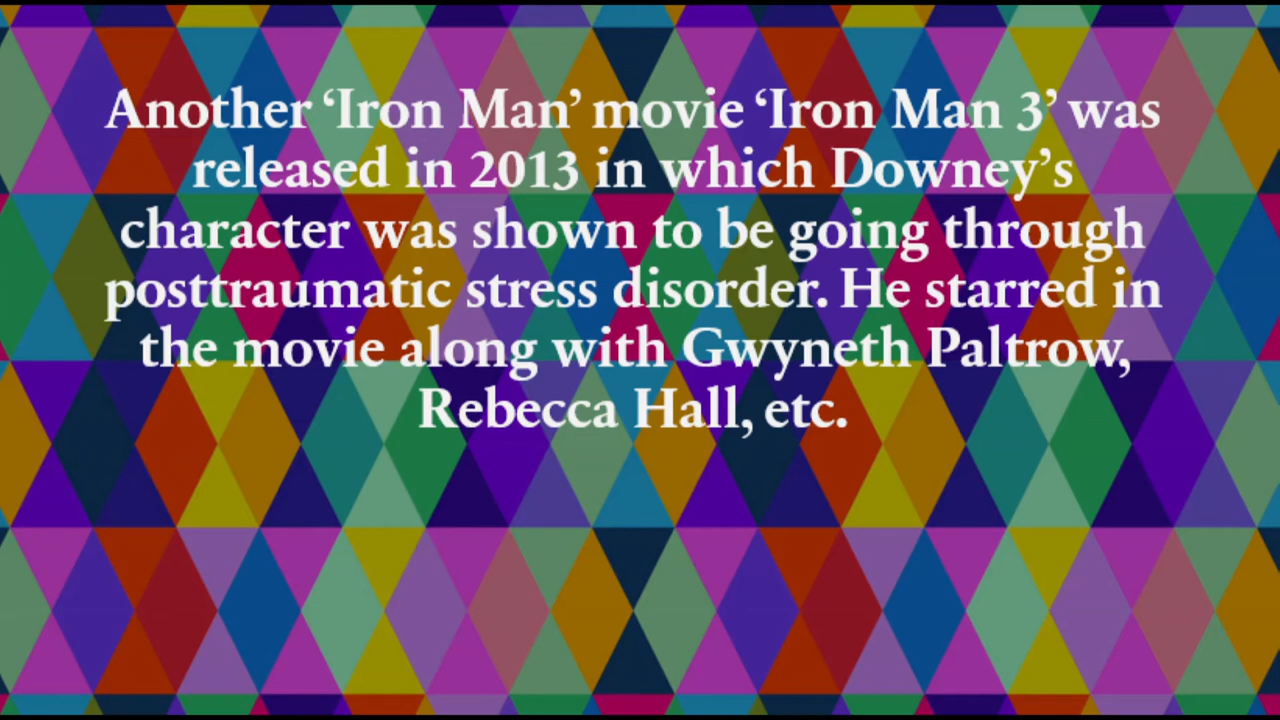 Another ‘Iron Man’ movie ‘Iron Man 3’ was
released in 2013 in which Downey’s
character was shown to be going through
posttraumatic stress disorder. He starred in
the movie along with Gwyneth Paltrow,
Rebecca Hall, etc.